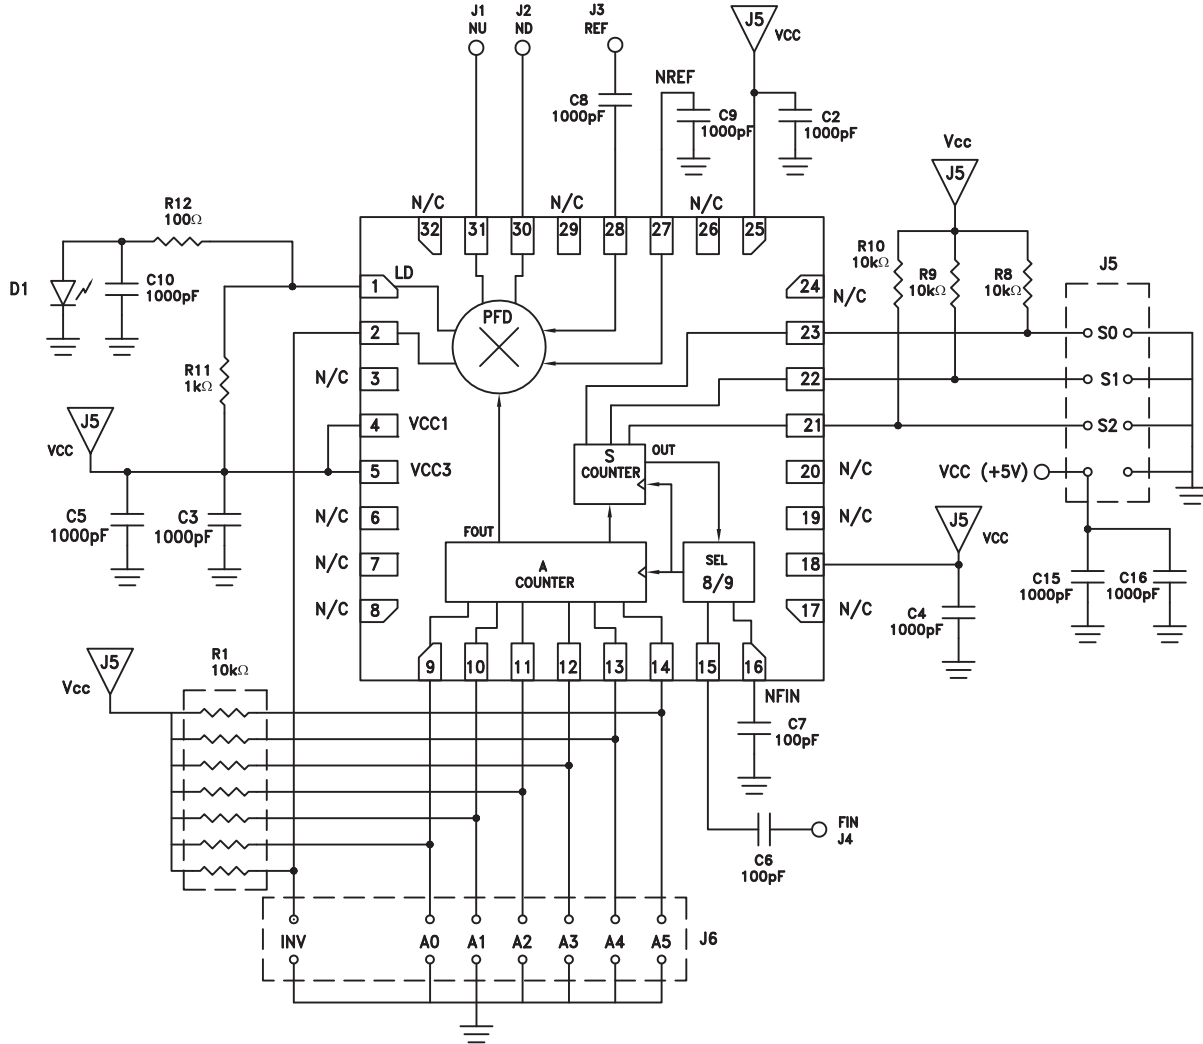 J1
NU
J2
ND
J3
REF
J5
VCC
NREF
C8
1000pF
C9
1000pF
C2
1000pF
Vcc
J5
R12
100Ω
N/C
N/C
N/C
32
31
30
29
28
27
26
25
R10
10kΩ
R9
10kΩ
R8
10kΩ
J5
D1
C10
1000pF
1
LD
PFD
24
N/C
2
23
S0
R11
1kΩ
N/C
3
22
S1
J5
VCC
4
VCC1
21
S2
S
COUNTER
OUT
5
VCC3
20
N/C
VCC (+5V)
C5
1000pF
C3
1000pF
N/C
6
19
N/C
J5
VCC
FOUT
N/C
7
A
COUNTER
SEL
8/9
18
C15
1000pF
C16
1000pF
N/C
8
17
N/C
C4
1000pF
J5
Vcc
R1
10kΩ
9
10
11
12
13
14
15
16
NFIN
C7
100pF
FIN
J4
C6
100pF
INV
A0
A1
A2
A3
A4
A5
J6